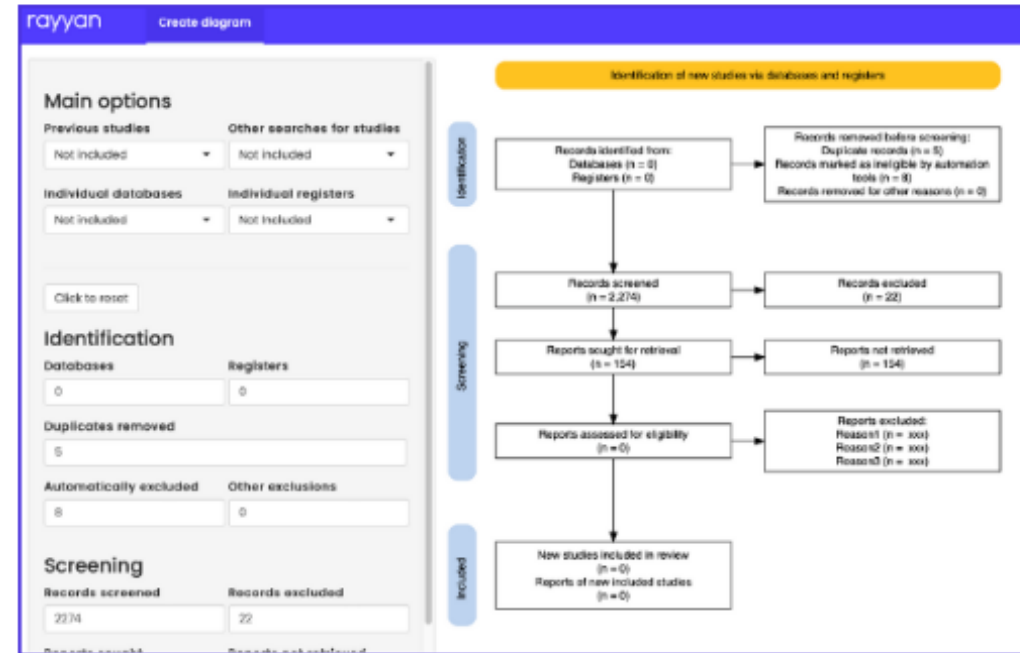 rayyan
Create diagram
Main options
Previous studies
Other searches for studies
Not included
Not included
Individual databases
Individual registers
Not included
Not included
Click to reset
Identification
Databases
Registers
0
0
Duplicates removed
5
Automatically excluded
Other exclusions
8
0
Screening
Records screened
Records excluded
2274
22
Reports sought
Reports not retrieved
Identification of new studies via databases and registers
Identification
Records identified from:
Databases (n = 0)
Registers (n = 0)
Records removed before screening:
Duplicate records (n = 5)
Records marked as ineligible by automation
tools (n = 8)
Records removed for other reasons (n = 0)
Screening
Records screened
(n = 2,274)
Records excluded
(n = 22)
Reports sought for retrieval
(n = 154)
Reports not retrieved
(n = 154)
Reports assessed for eligibility
(n = 0)
Reports excluded:
Reason1 (n = xxx)
Reason2 (n = xxx)
Reason3 (n = xxx)
Included
New studies included in review
(n = 0)
Reports of new included studies
(n = 0)